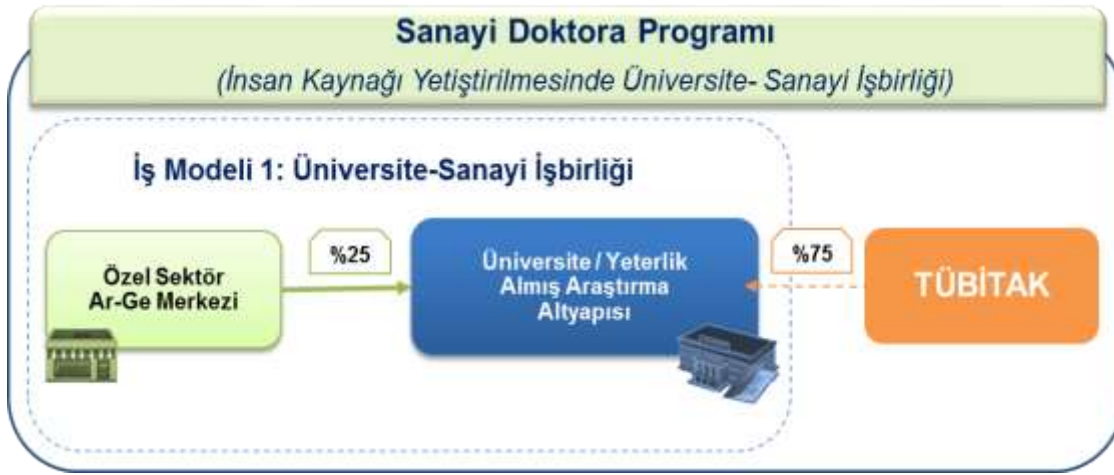 Sanayi Doktora Programı
(İnsan Kaynağı Yetiştirilmesinde Üniversite- Sanayi İşbirliği)
İş Modeli 1: Üniversite-Sanayi İşbirliği
Özel Sektör
Ar-Ge Merkezi
%25
Üniversite / Yeterlik
Almış Araştırma
Altyapısı
%75
TÜBİTAK